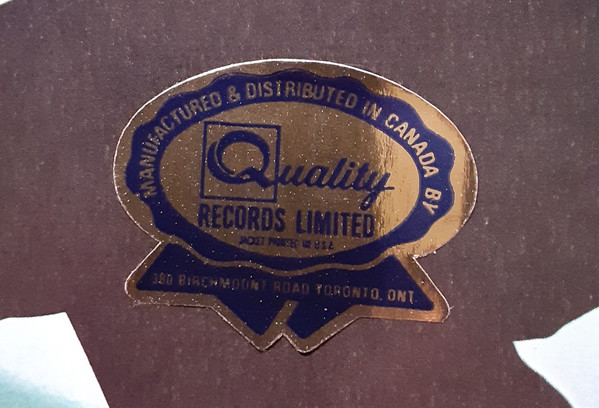 MANUFACTURED & DISTRIBUTED IN CANADA BY
Quality
RECORDS LIMITED
JACKET PRINTED IN U.S.A.
380 BIRCHMOUNT ROAD TORONTO, ONT.